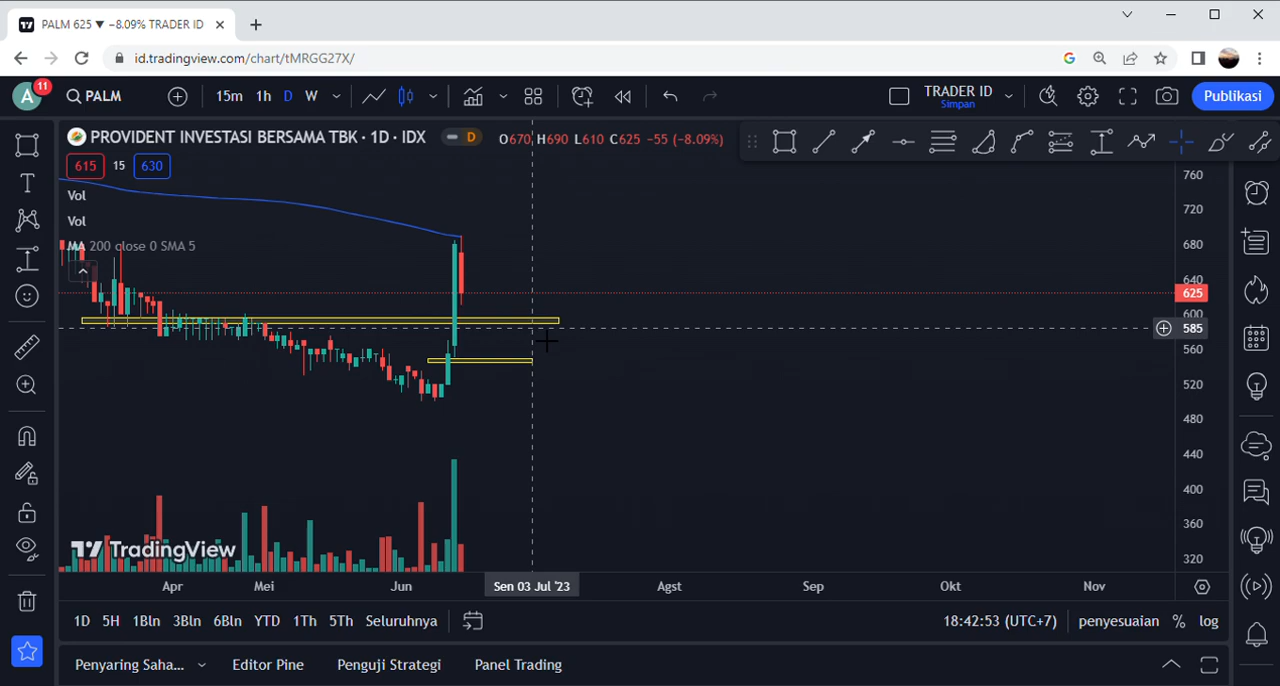 PALM 625 ▼ −8.09% TRADER ID
id.tradingview.com/chart/tMRGG27X/
A 11 PALM 15m 1h D W TRADER ID Simpan Publikasi
PROVIDENT INVESTASI BERSAMA TBK · 1D · IDX D O670 H690 L610 C625 −55 (−8.09%)
615 15 630
Vol
Vol
MA 200 close 0 SMA 5
760
720
680
640
625
600
585
560
520
480
440
400
360
320
TradingView
Apr Mei Jun Sen 03 Jul '23 Agst Sep Okt Nov
1D 5H 1Bln 3Bln 6Bln YTD 1Th 5Th Seluruhnya 18:42:53 (UTC+7) penyesuaian % log
Penyaring Saha... Editor Pine Penguji Strategi Panel Trading